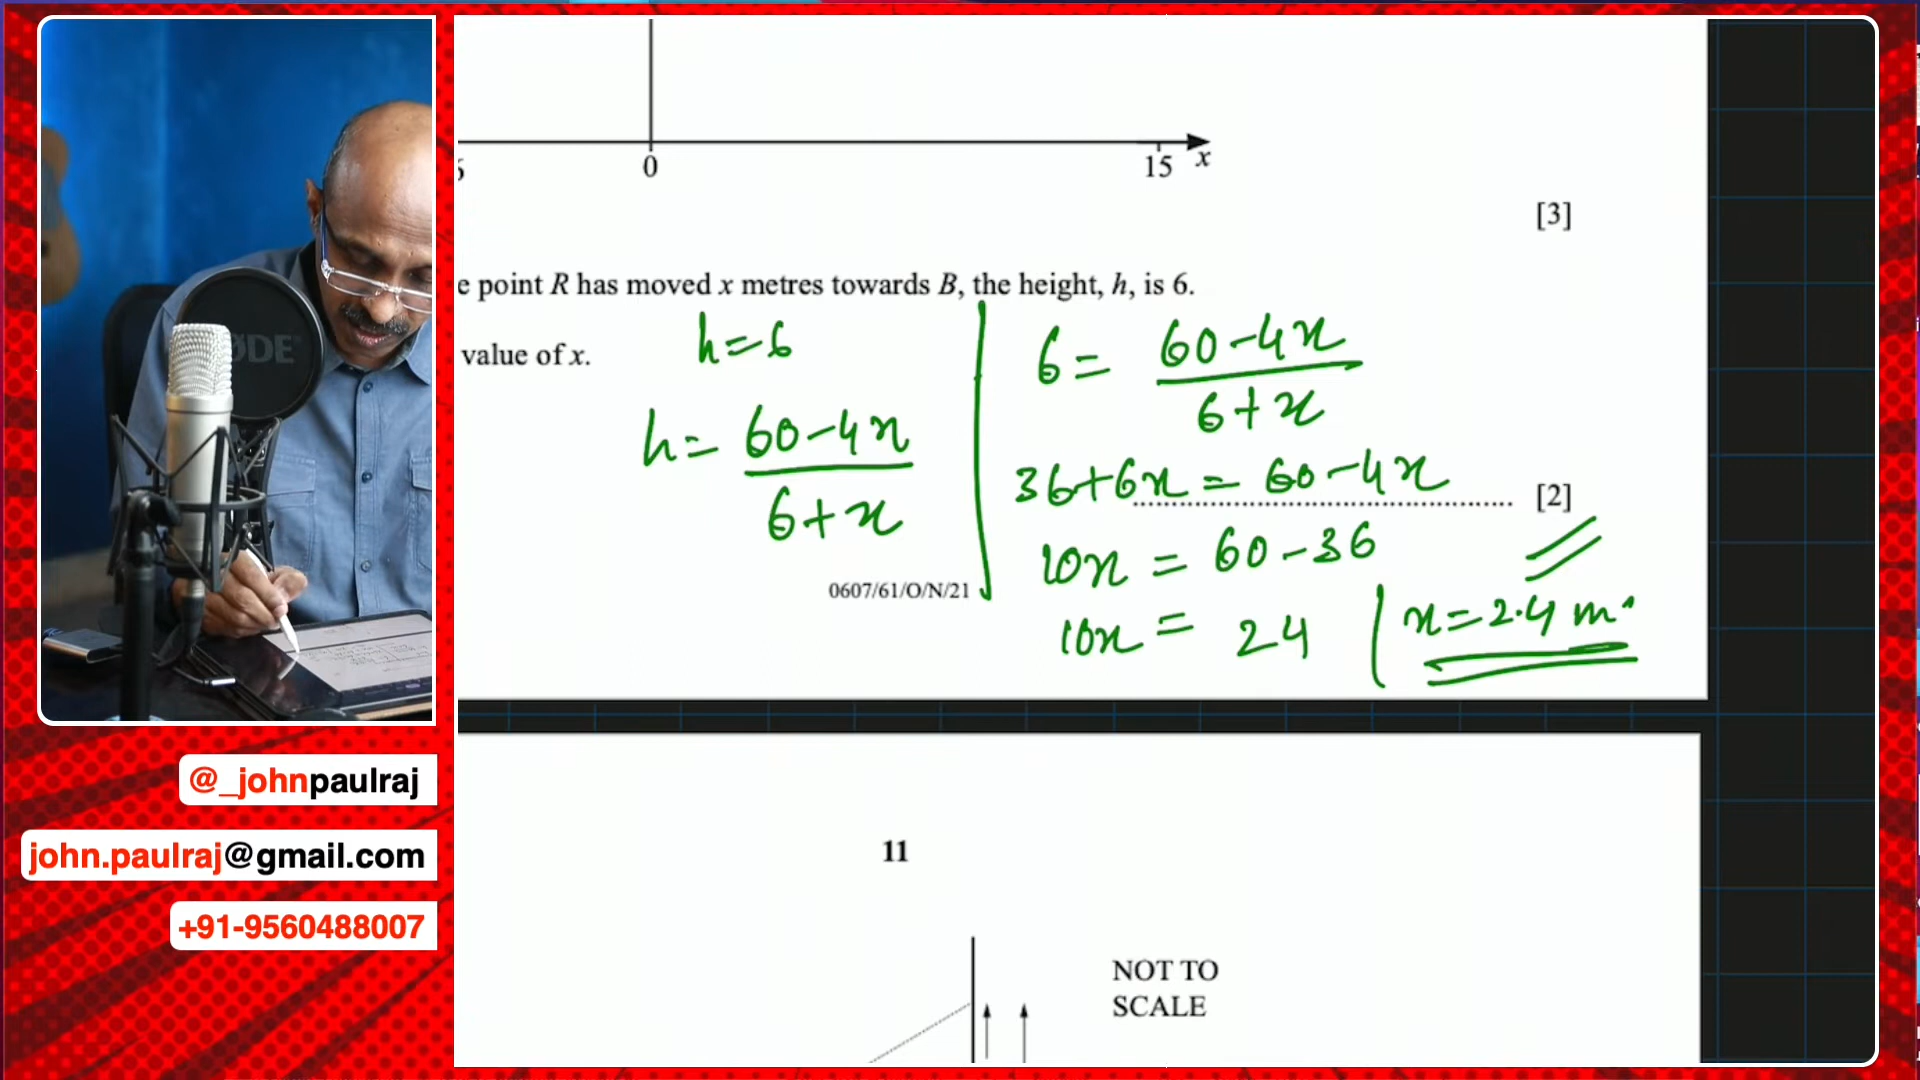 0
15
x
[3]
e point R has moved x metres towards B, the height, h, is 6.
value of x.
h = 6
h = 60 - 4x / 6 + x
6 = 60 - 4x / 6 + x
36 + 6x = 60 - 4x
[2]
10x = 60 - 36
10x = 24
x = 2.4 m.
0607/61/O/N/21
@_johnpaulraj
john.paulraj@gmail.com
+91-9560488007
11
NOT TO
SCALE